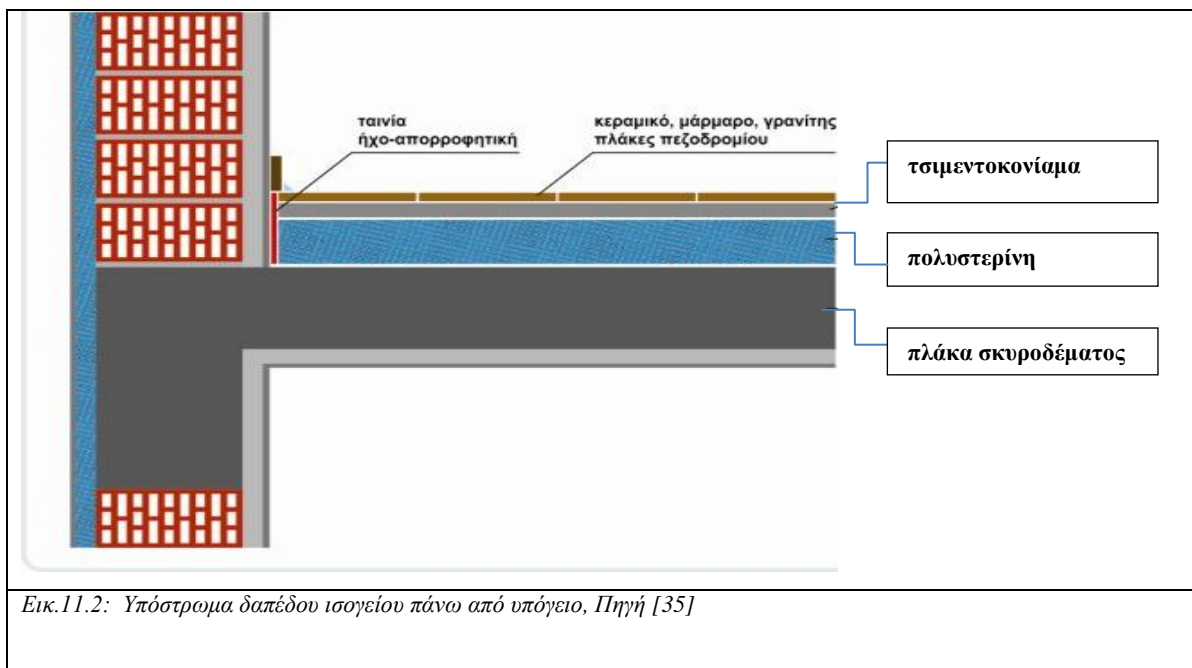 ταινία
ήχο-απορροφητική
κεραμικό, μάρμαρο, γρανίτης
πλάκες πεζοδρομίου
τσιμεντοκονίαμα
πολυστερίνη
πλάκα σκυροδέματος
Εικ.11.2: Υπόστρωμα δαπέδου ισογείου πάνω από υπόγειο, Πηγή [35]